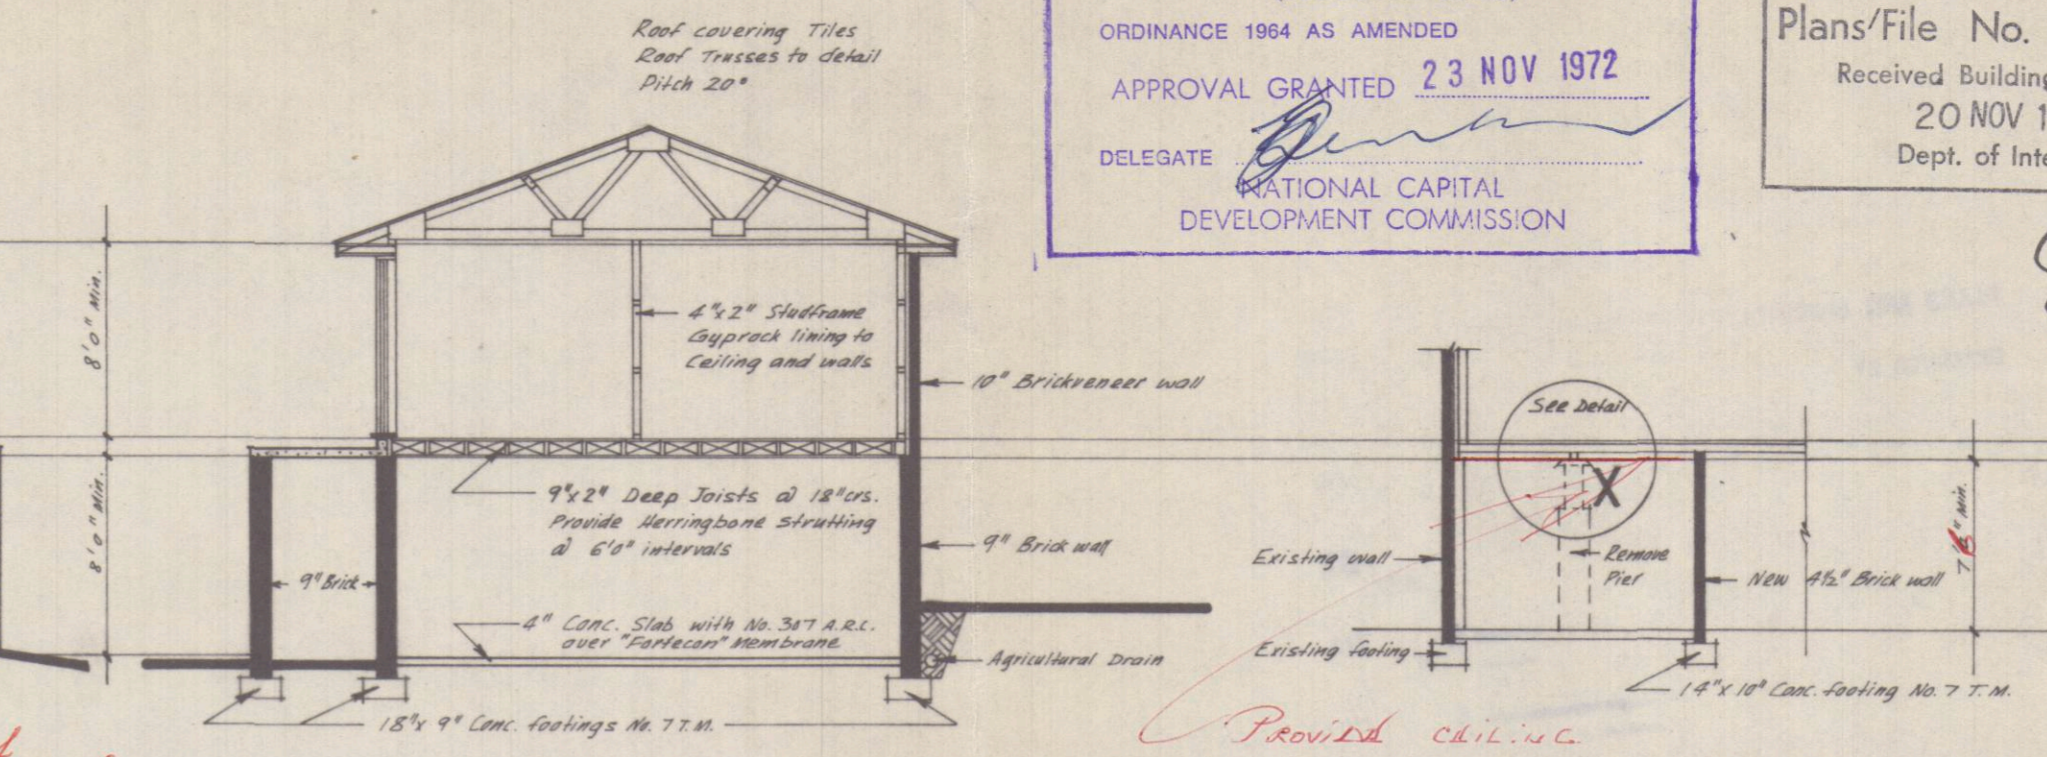 Roof covering Tiles
Roof Trusses to detail
Pitch 20°
ORDINANCE 1964 AS AMENDED
APPROVAL GRANTED 23 NOV 1972
DELEGATE
NATIONAL CAPITAL
DEVELOPMENT COMMISSION
Plans/File No.
Received Building
20 NOV 1
Dept. of Inte
8'0" Min.
4"x2" Studframe
Gyprock lining to
Ceiling and walls
10" Brickveneer wall
8'0" Min.
9"x2" Deep Joists @ 18"crs.
Provide Herringbone strutting
@ 6'0" intervals
9" Brick wall
9" Brick
4" Conc. Slab with No. 307 A.R.C.
over "Fortecon" Membrane
Agricultural Drain
18"x 9" Conc. footings No. 7 T.M.
See Detail
X
Existing wall
Remove
Pier
New 4½" Brick wall
7'6" Min.
Existing footing
14"x 10" Conc. footing No. 7 T.M.
PROVIDE CEILING